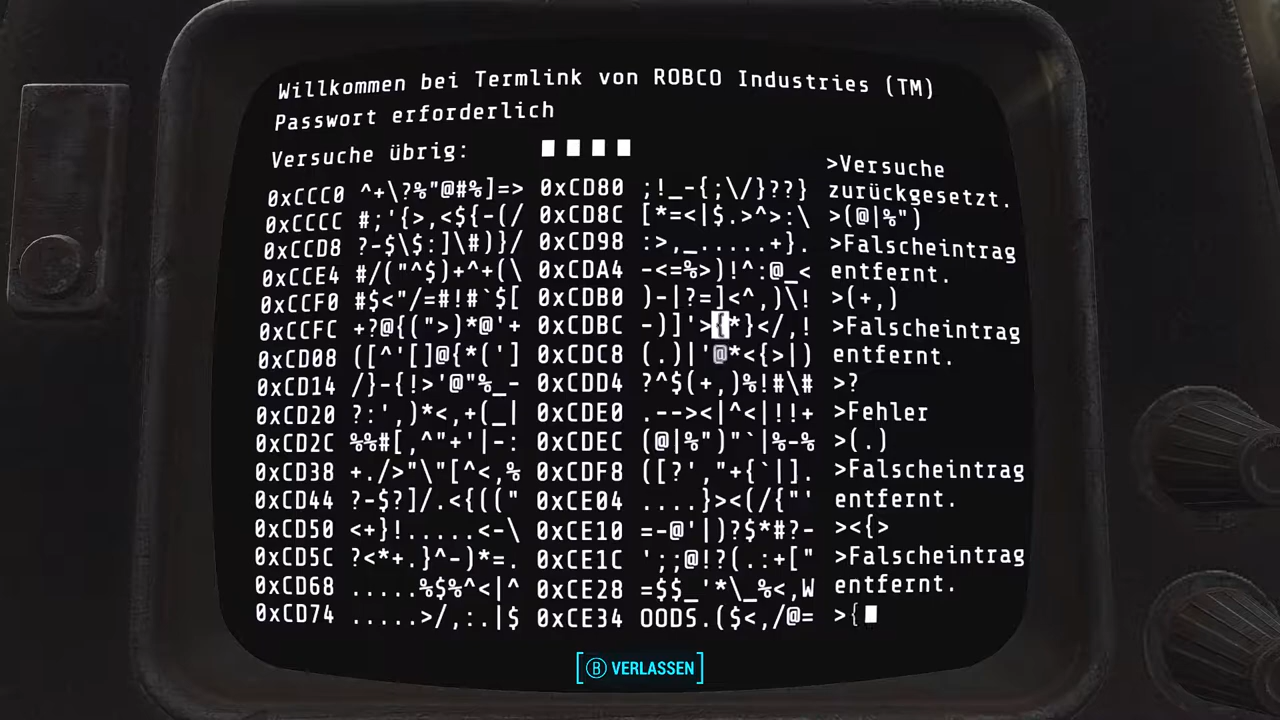 Willkommen bei Termlink von ROBCO Industries (TM)
Passwort erforderlich
Versuche übrig:
0xCCC0 ^+\?%"@#%]=> 0xCD80 ;!_-{;\/}??}
0xCCCC #;'{>,<${-(/ 0xCD8C [*=<|$.>^>:\
0xCCD8 ?-$\$:]\#)}/ 0xCD98 :>,_.....+}.
0xCCE4 #/("^$)+^+(\ 0xCDA4 -<=%>)!^:@_<
0xCCF0 #$<"/=#!#`$[ 0xCDB0 )-|?=]<^,)\!
0xCCFC +?@{(">)*@'+ 0xCDBC -)]'>{*}</,!
0xCD08 ([^'[]@{*('] 0xCDC8 (.)|'@*<{>|)
0xCD14 /}-{!>'@"%_- 0xCDD4 ?^$(+,)%!#\#
0xCD20 ?:',)*<,+(_| 0xCDE0 .--><|^<|!!+
0xCD2C %%#[,^"+'|-: 0xCDEC (@|%")"`|%-%
0xCD38 +./>"\"[^<,% 0xCDF8 ([?',"+{`|].
0xCD44 ?-$?]/.<{((" 0xCE04 ....}><(/{"'
0xCD50 <+}!.....<-\ 0xCE10 =-@'|)?$*#?-
0xCD5C ?<*+.}^-)*=. 0xCE1C ';;@!?(.:+["
0xCD68 .....%$%^<|^ 0xCE28 =$$_'*\_%<,W
0xCD74 .....>/,:.|$ 0xCE34 OODS.($<,/@=
>Versuche
zurückgesetzt.
>(@|%")
>Falscheintrag
entfernt.
>(+,)
>Falscheintrag
entfernt.
>?
>Fehler
>(.)
>Falscheintrag
entfernt.
><{>
>Falscheintrag
entfernt.
>{
[Ⓑ VERLASSEN]